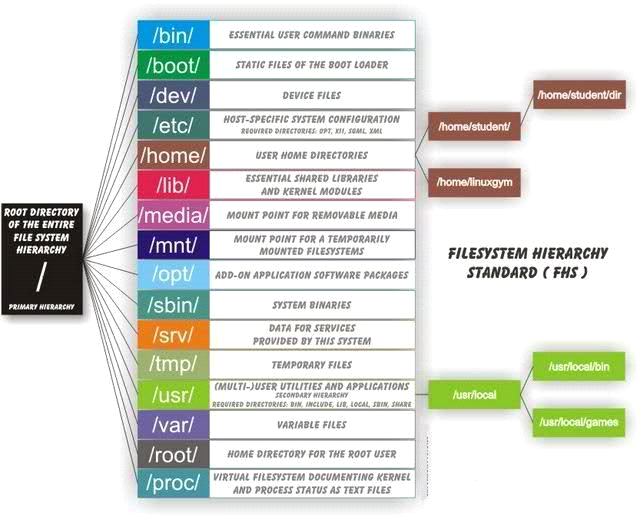 ROOT DIRECTORY
OF THE ENTIRE
FILE SYSTEM
HIERARCHY
/
PRIMARY HIERARCHY
/bin/
ESSENTIAL USER COMMAND BINARIES
/boot/
STATIC FILES OF THE BOOT LOADER
/dev/
DEVICE FILES
/etc/
HOST-SPECIFIC SYSTEM CONFIGURATION
REQUIRED DIRECTORIES: OPT, XII, SGML, XML
/home/
USER HOME DIRECTORIES
/home/student/
/home/student/dir
/home/linuxgym
/lib/
ESSENTIAL SHARED LIBRARIES
AND KERNEL MODULES
/media/
MOUNT POINT FOR REMOVABLE MEDIA
/mnt/
MOUNT POINT FOR A TEMPORARILY
MOUNTED FILESYSTEMS
/opt/
ADD-ON APPLICATION SOFTWARE PACKAGES
/sbin/
SYSTEM BINARIES
/srv/
DATA FOR SERVICES
PROVIDED BY THIS SYSTEM
/tmp/
TEMPORARY FILES
/usr/
(MULTI-)USER UTILITIES AND APPLICATIONS
SECONDARY HIERARCHY
REQUIRED DIRECTORIES: BIN, INCLUDE, LIB, LOCAL, SBIN, SHARE
/usr/local
/usr/local/bin
/usr/local/games
/var/
VARIABLE FILES
/root/
HOME DIRECTORY FOR THE ROOT USER
/proc/
VIRTUAL FILESYSTEM DOCUMENTING KERNEL
AND PROCESS STATUS AS TEXT FILES
FILESYSTEM HIERARCHY
STANDARD ( FHS )